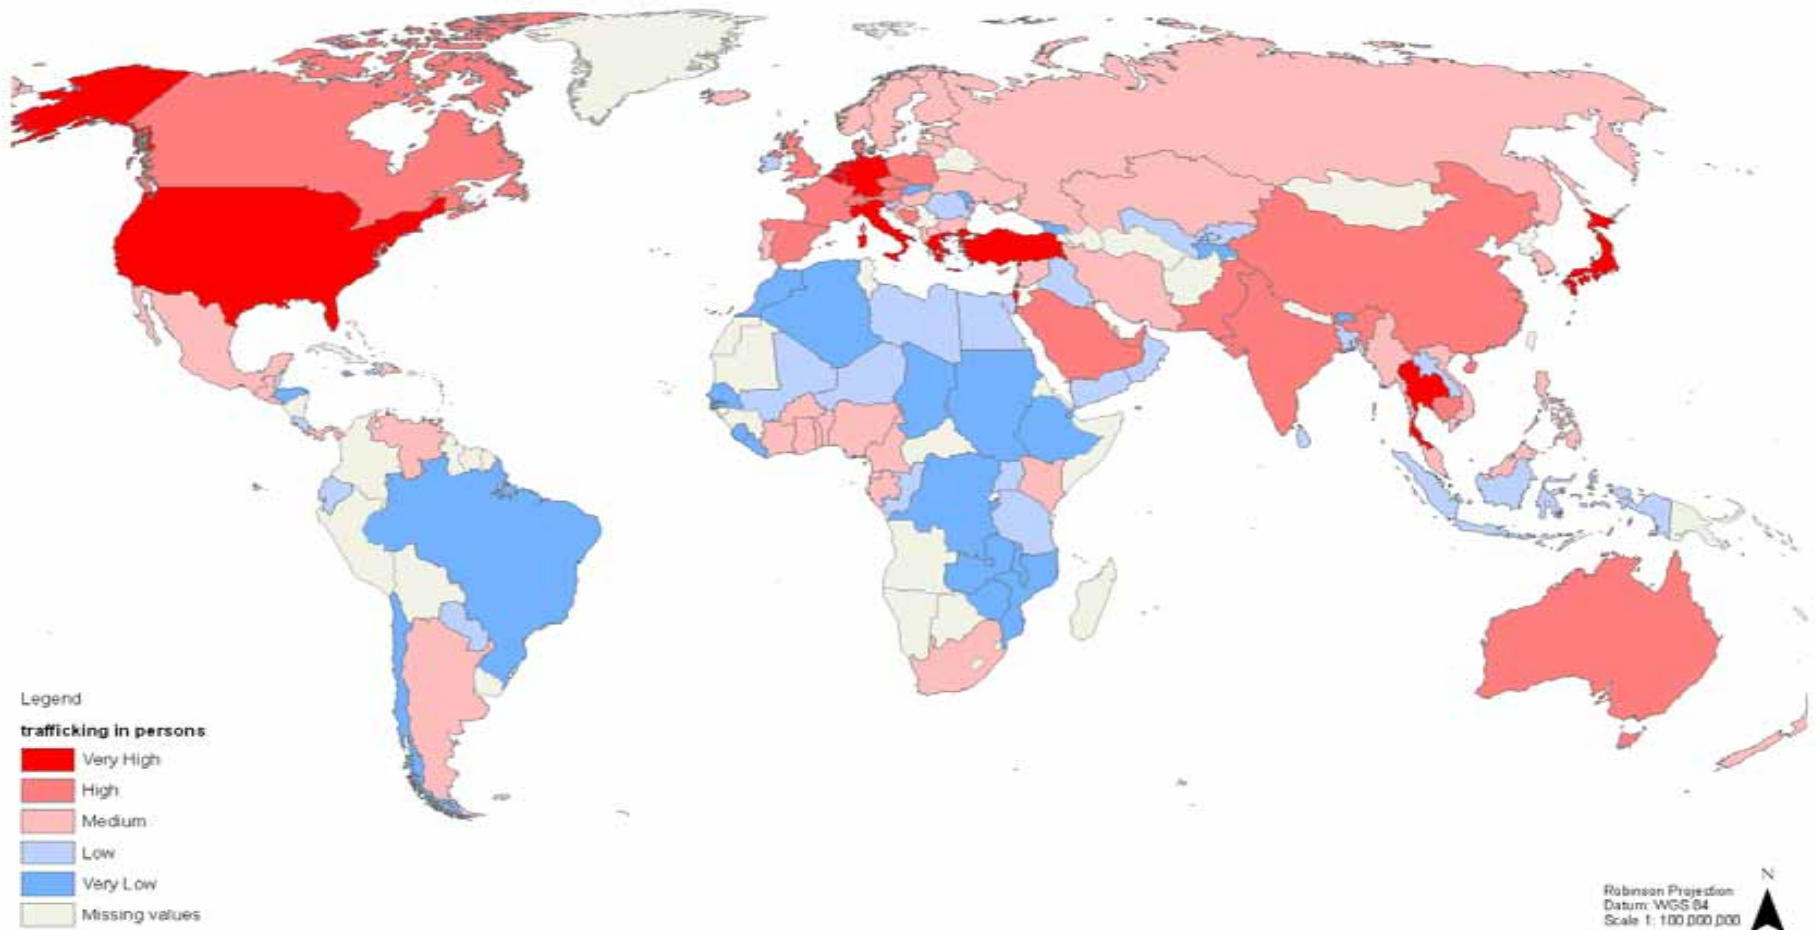 Legend
trafficking in persons
Very High
High
Medium
Low
Very Low
Missing values
N
Robinson Projection
Datum: WGS 84
Scale 1: 100,000,000